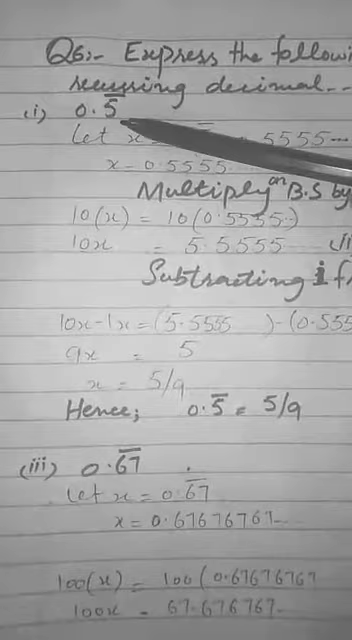 Q6:- Express the followi
recurring decimal--
(i) 0.5̅
Let x 5555--
x = 0.5555
Multiply on B.S by
10(x) = 10(0.5555..)
10x = 5.5555
Subtracting i f
10x-1x = (5.5555 )-(0.555
9x = 5
x = 5/9
Hence; 0.5̅ = 5/9
(iii) 0.6̅7̅
Let x = 0.6̅7̅
x = 0.67676767--
100(x) = 100(0.67676767
100x = 67.676767--